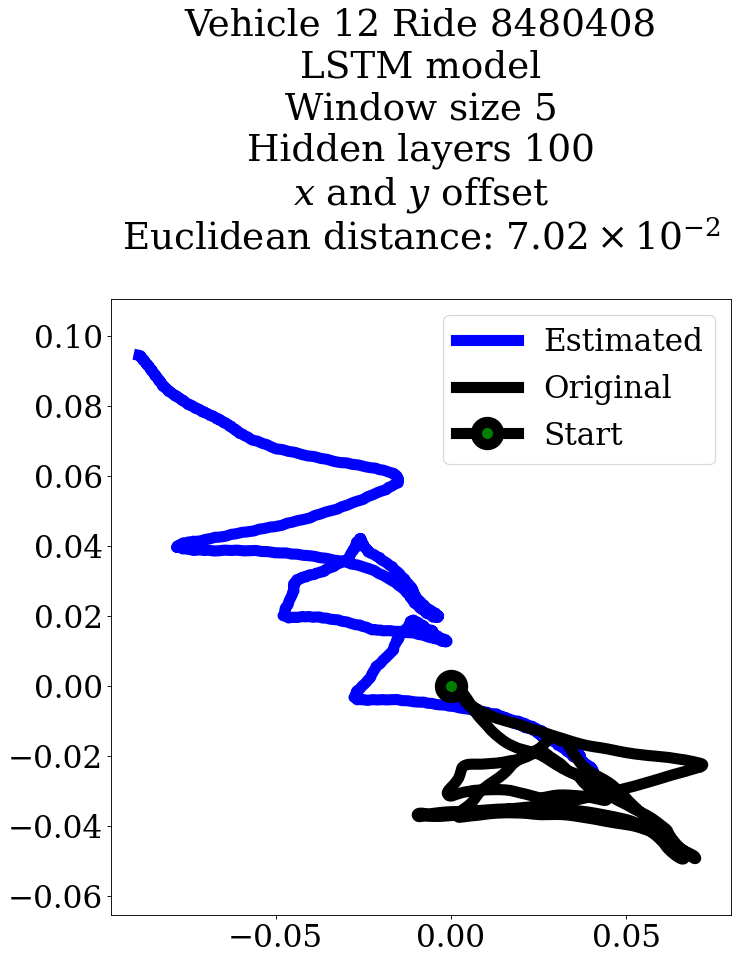 Vehicle 12 Ride 8480408
LSTM model
Window size 5
Hidden layers 100
x and y offset
Euclidean distance: 7.02 × 10⁻²
Estimated
Original
Start
0.10
0.08
0.06
0.04
0.02
0.00
−0.02
−0.04
−0.06
−0.05 0.00 0.05